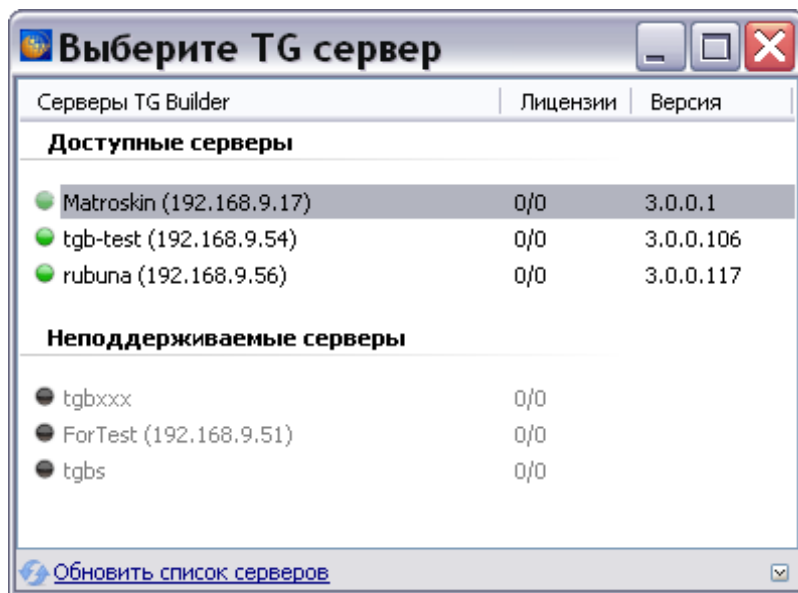 Выберите TG сервер
Серверы TG Builder Лицензии Версия
Доступные серверы
Matroskin (192.168.9.17) 0/0 3.0.0.1
tgb-test (192.168.9.54) 0/0 3.0.0.106
rubuna (192.168.9.56) 0/0 3.0.0.117
Неподдерживаемые серверы
tgbxxx 0/0
ForTest (192.168.9.51) 0/0
tgbs 0/0
Обновить список серверов